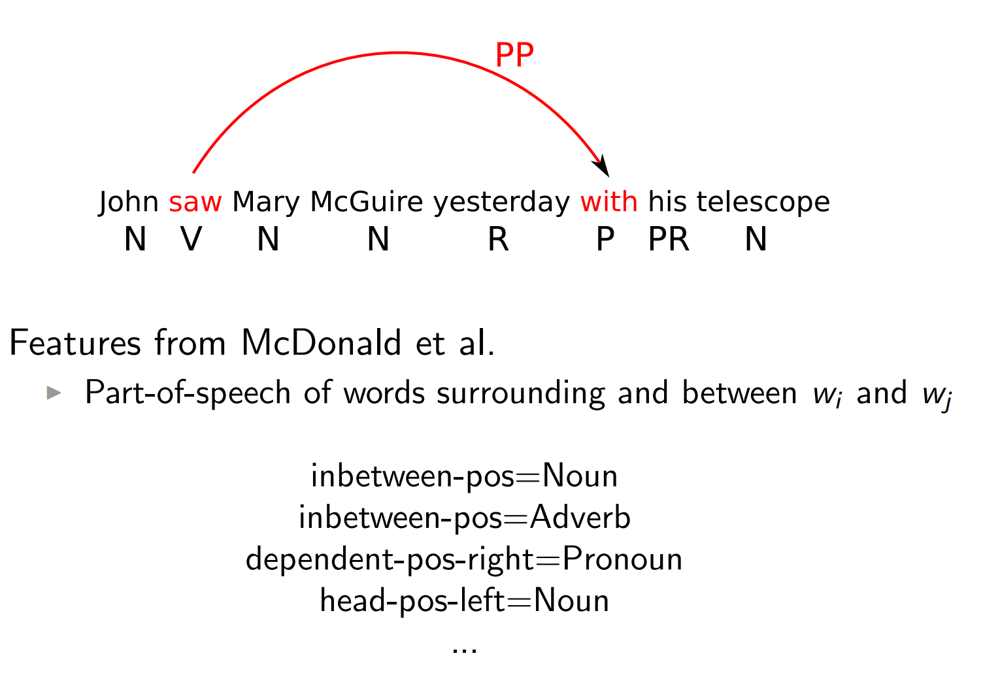 PP
John saw Mary McGuire yesterday with his telescope
N V N N R P PR N
Features from McDonald et al.
▶ Part-of-speech of words surrounding and between wi and wj
inbetween-pos=Noun
inbetween-pos=Adverb
dependent-pos-right=Pronoun
head-pos-left=Noun
...